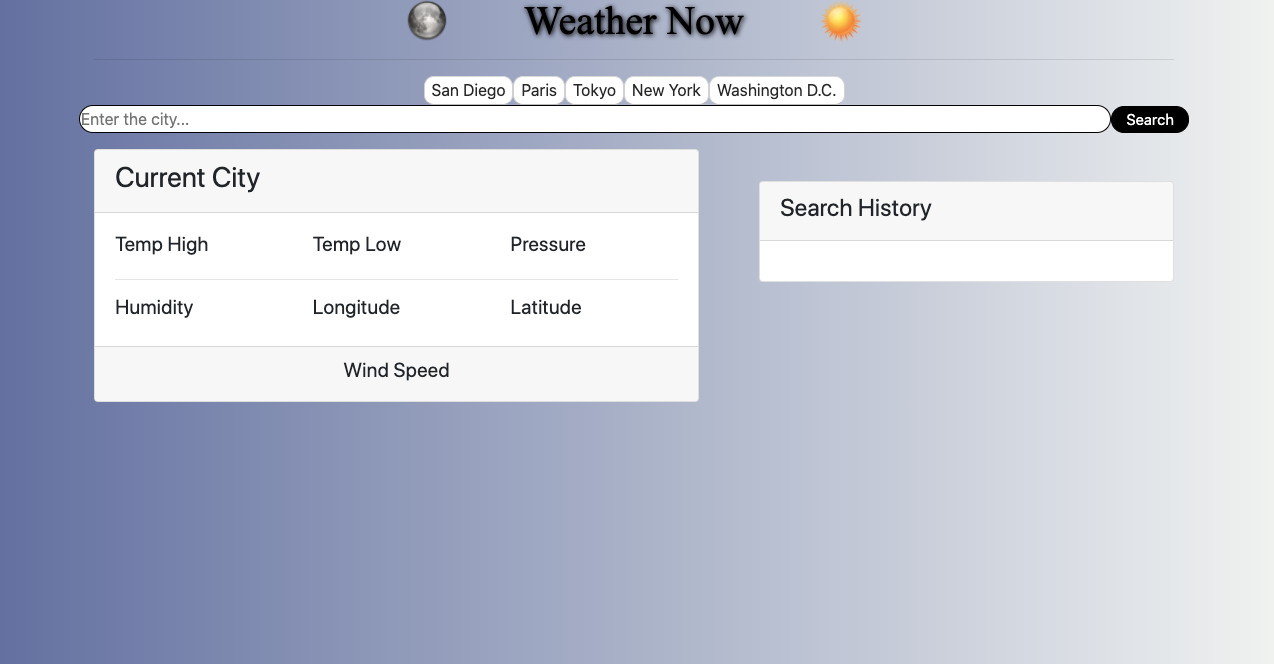 Weather Now
San Diego Paris Tokyo New York Washington D.C.
Enter the city... Search
Current City
Temp High Temp Low Pressure
Humidity Longitude Latitude
Wind Speed
Search History